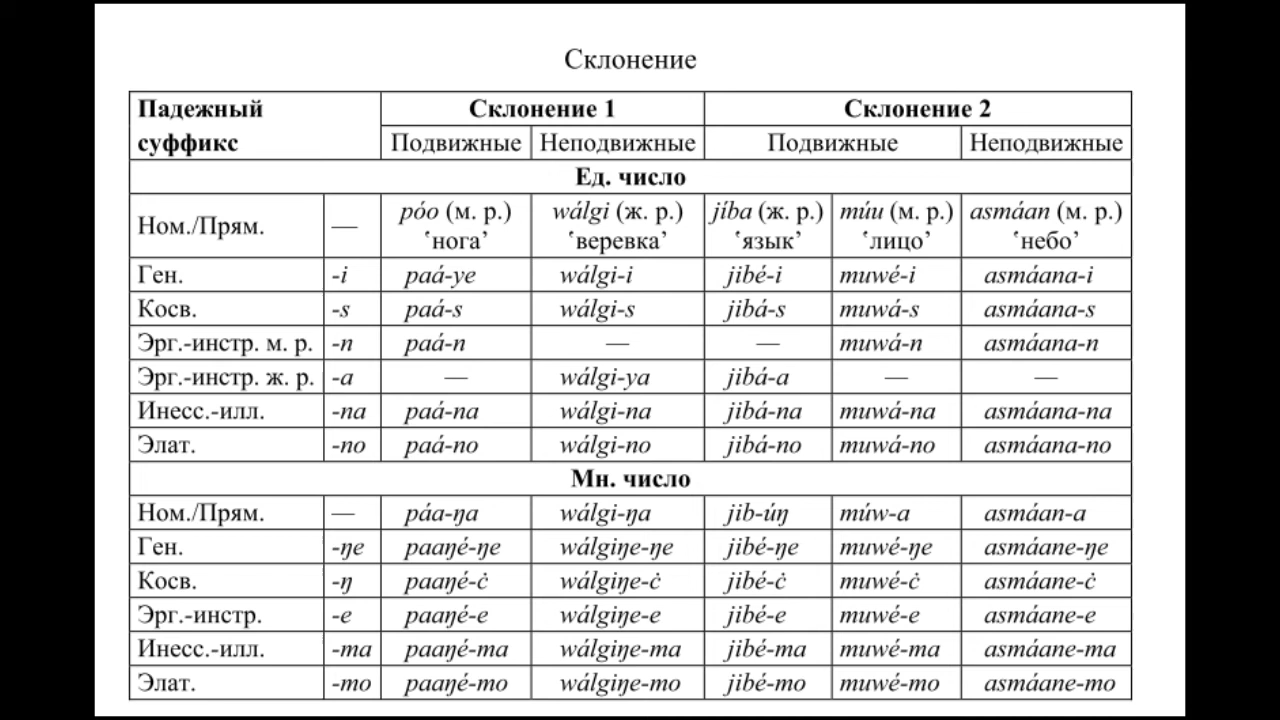 Склонение
Падежный суффикс Склонение 1 Склонение 2
Подвижные Неподвижные Подвижные Неподвижные
Ед. число
Ном./Прям. — póo (м. р.) ‛нога’ wálgi (ж. р.) ‛веревка’ jíba (ж. р.) ‛язык’ múu (м. р.) ‛лицо’ asmáan (м. р.) ‛небо’
Ген. -i paá-ye wálgi-i jibé-i muwé-i asmáana-i
Косв. -s paá-s wálgi-s jibá-s muwá-s asmáana-s
Эрг.-инстр. м. р. -n paá-n — — muwá-n asmáana-n
Эрг.-инстр. ж. р. -a — wálgi-ya jibá-a — —
Инесс.-илл. -na paá-na wálgi-na jibá-na muwá-na asmáana-na
Элат. -no paá-no wálgi-no jibá-no muwá-no asmáana-no
Мн. число
Ном./Прям. — páa-ŋa wálgi-ŋa jib-úŋ múw-a asmáan-a
Ген. -ŋe paaŋé-ŋe wálgiŋe-ŋe jibé-ŋe muwé-ŋe asmáane-ŋe
Косв. -ŋ paaŋé-ċ wálgiŋe-ċ jibé-ċ muwé-ċ asmáane-ċ
Эрг.-инстр. -e paaŋé-e wálgiŋe-e jibé-e muwé-e asmáane-e
Инесс.-илл. -ma paaŋé-ma wálgiŋe-ma jibé-ma muwé-ma asmáane-ma
Элат. -mo paaŋé-mo wálgiŋe-mo jibé-mo muwé-mo asmáane-mo